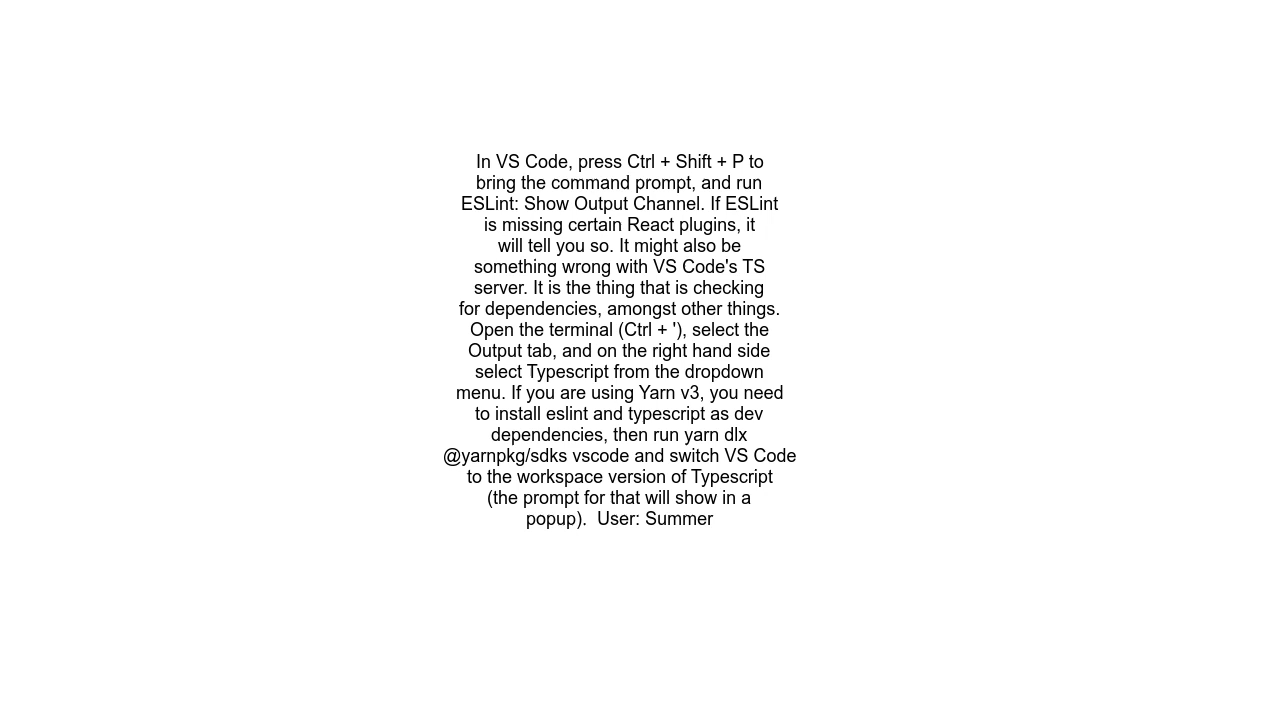 In VS Code, press Ctrl + Shift + P to
bring the command prompt, and run
ESLint: Show Output Channel. If ESLint
is missing certain React plugins, it
will tell you so. It might also be
something wrong with VS Code's TS
server. It is the thing that is checking
for dependencies, amongst other things.
Open the terminal (Ctrl + '), select the
Output tab, and on the right hand side
select Typescript from the dropdown
menu. If you are using Yarn v3, you need
to install eslint and typescript as dev
dependencies, then run yarn dlx
@yarnpkg/sdks vscode and switch VS Code
to the workspace version of Typescript
(the prompt for that will show in a
popup).  User: Summer